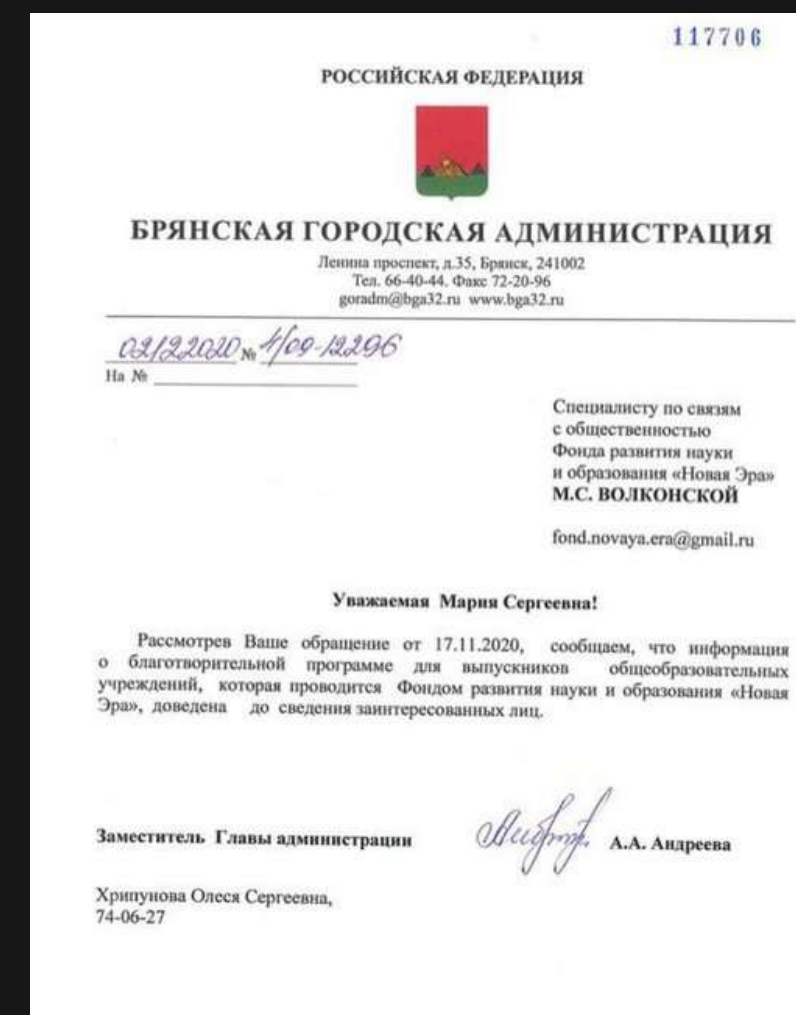 117706
РОССИЙСКАЯ ФЕДЕРАЦИЯ
БРЯНСКАЯ ГОРОДСКАЯ АДМИНИСТРАЦИЯ
Ленина проспект, д.35, Брянск, 241002
Тел. 66-40-44. Факс 72-20-96
goradm@bga32.ru www.bga32.ru
02122020 № 4/09-12296
На №
Специалисту по связям
с общественностью
Фонда развития науки
и образования «Новая Эра»
М.С. ВОЛКОНСКОЙ
fond.novaya.era@gmail.ru
Уважаемая Мария Сергеевна!
Рассмотрев Ваше обращение от 17.11.2020, сообщаем, что информация
о благотворительной программе для выпускников общеобразовательных
учреждений, которая проводится Фондом развития науки и образования «Новая
Эра», доведена до сведения заинтересованных лиц.
Заместитель Главы администрации
А.А. Андреева
Хрипунова Олеся Сергеевна,
74-06-27